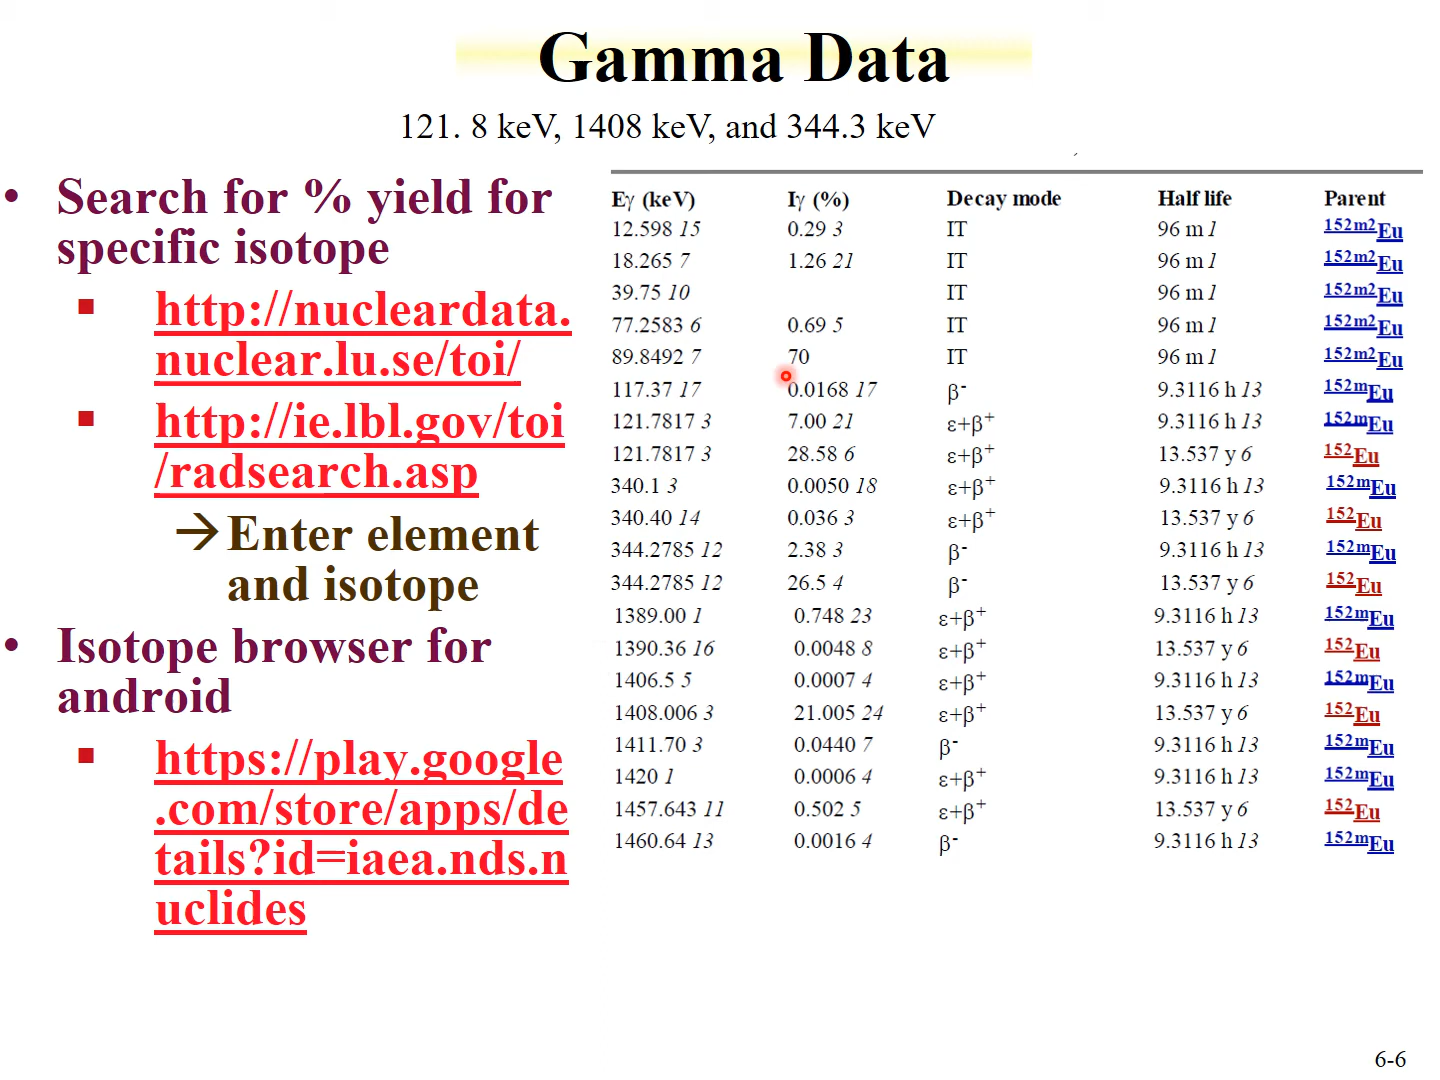 Gamma Data
121. 8 keV, 1408 keV, and 344.3 keV
• Search for % yield for
specific isotope
▪ http://nucleardata.
nuclear.lu.se/toi/
▪ http://ie.lbl.gov/toi
/radsearch.asp
→Enter element
and isotope
• Isotope browser for
android
▪ https://play.google
.com/store/apps/de
tails?id=iaea.nds.n
uclides
Eγ (keV) Iγ (%) Decay mode Half life Parent
12.598 15 0.29 3 IT 96 m 1 152m2Eu
18.265 7 1.26 21 IT 96 m 1 152m2Eu
39.75 10 IT 96 m 1 152m2Eu
77.2583 6 0.69 5 IT 96 m 1 152m2Eu
89.8492 7 70 IT 96 m 1 152m2Eu
117.37 17 0.0168 17 β- 9.3116 h 13 152mEu
121.7817 3 7.00 21 ε+β+ 9.3116 h 13 152mEu
121.7817 3 28.58 6 ε+β+ 13.537 y 6 152Eu
340.1 3 0.0050 18 ε+β+ 9.3116 h 13 152mEu
340.40 14 0.036 3 ε+β+ 13.537 y 6 152Eu
344.2785 12 2.38 3 β- 9.3116 h 13 152mEu
344.2785 12 26.5 4 β- 13.537 y 6 152Eu
1389.00 1 0.748 23 ε+β+ 9.3116 h 13 152mEu
1390.36 16 0.0048 8 ε+β+ 13.537 y 6 152Eu
1406.5 5 0.0007 4 ε+β+ 9.3116 h 13 152mEu
1408.006 3 21.005 24 ε+β+ 13.537 y 6 152Eu
1411.70 3 0.0440 7 β- 9.3116 h 13 152mEu
1420 1 0.0006 4 ε+β+ 9.3116 h 13 152mEu
1457.643 11 0.502 5 ε+β+ 13.537 y 6 152Eu
1460.64 13 0.0016 4 β- 9.3116 h 13 152mEu
6-6